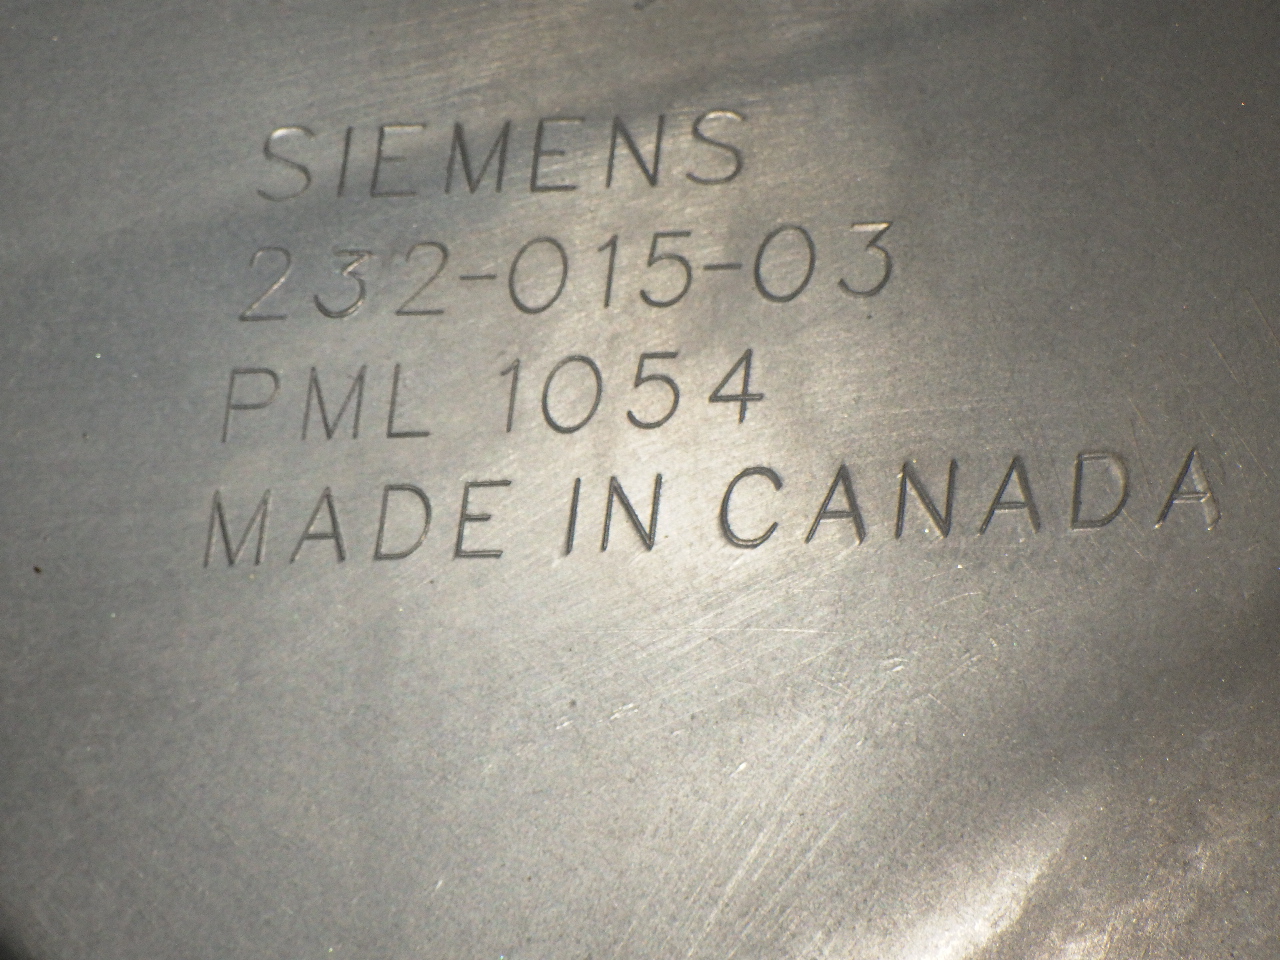 SIEMENS
232-015-03
PML 1054
MADE IN CANADA